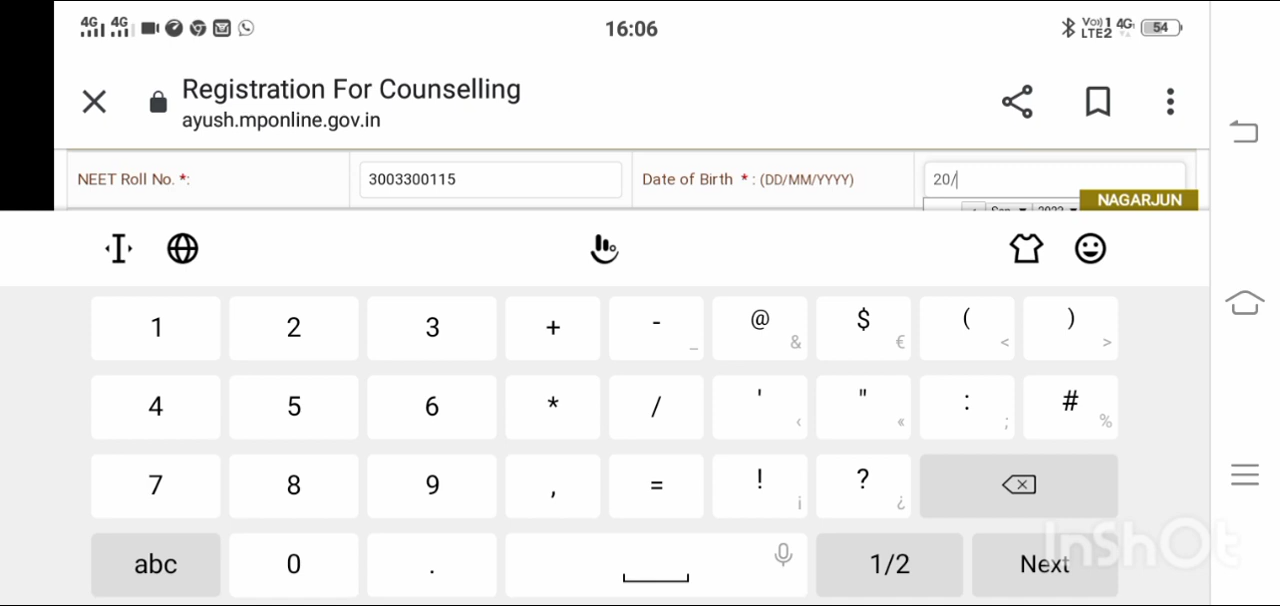 4G 4G 16:06 Vo)) 1 LTE2 4G 54
Registration For Counselling
ayush.mponline.gov.in
NEET Roll No. *: 3003300115 Date of Birth * : (DD/MM/YYYY) 20/
NAGARJUN
1 2 3 + - _ @ & $ € ( < ) >
4 5 6 * / ' ‹ " « : ; # %
7 8 9 , = ! ¡ ? ¿
abc 0 . 1/2 Next
InShOt